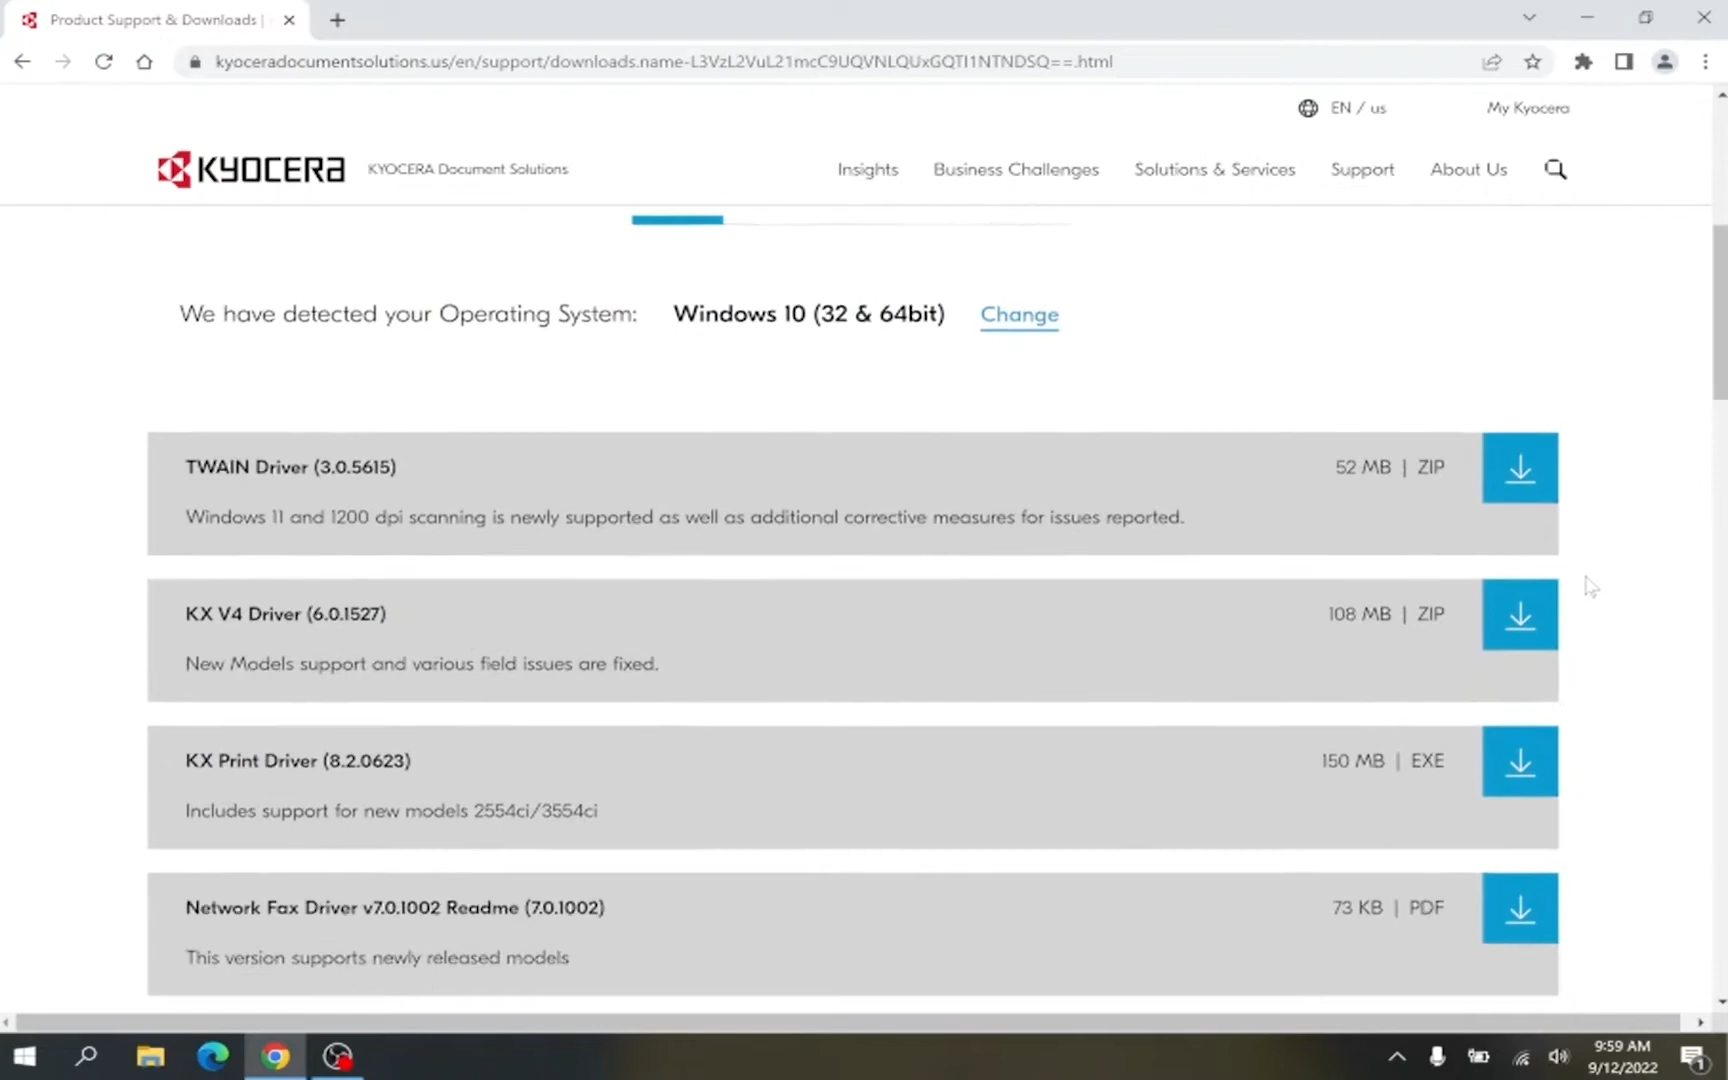 Product Support & Downloads |
kyoceradocumentsolutions.us/en/support/downloads.name-L3VzL2VuL21mcC9UQVNLQUxGQTI1NTNDSQ==.html
EN / us
My Kyocera
KYOCERA
KYOCERA Document Solutions
Insights
Business Challenges
Solutions & Services
Support
About Us
We have detected your Operating System: Windows 10 (32 & 64bit) Change
TWAIN Driver (3.0.5615)
52 MB | ZIP
Windows 11 and 1200 dpi scanning is newly supported as well as additional corrective measures for issues reported.
KX V4 Driver (6.0.1527)
108 MB | ZIP
New Models support and various field issues are fixed.
KX Print Driver (8.2.0623)
150 MB | EXE
Includes support for new models 2554ci/3554ci
Network Fax Driver v7.0.1002 Readme (7.0.1002)
73 KB | PDF
This version supports newly released models
9:59 AM
9/12/2022
1